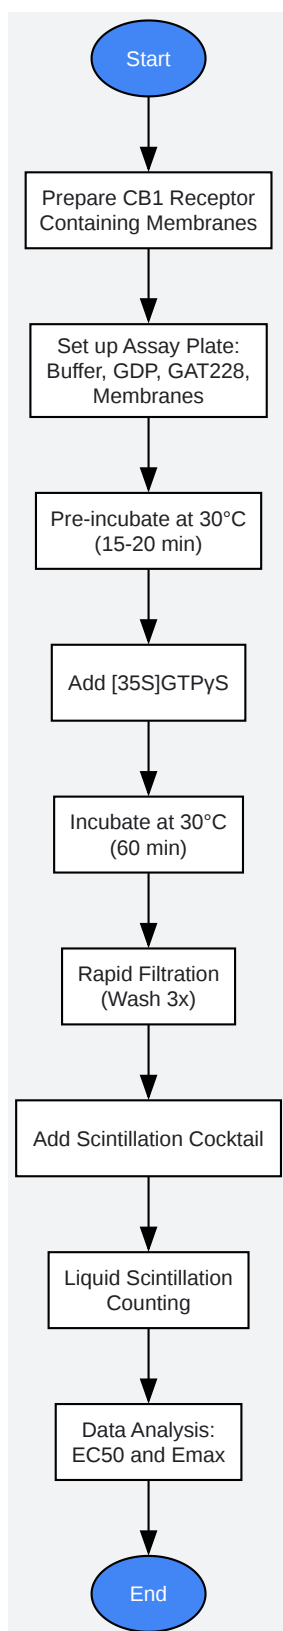 Start
Prepare CB1 Receptor
Containing Membranes
Set up Assay Plate:
Buffer, GDP, GAT228,
Membranes
Pre-incubate at 30°C
(15-20 min)
Add [35S]GTPγS
Incubate at 30°C
(60 min)
Rapid Filtration
(Wash 3x)
Add Scintillation Cocktail
Liquid Scintillation
Counting
Data Analysis:
EC50 and Emax
End